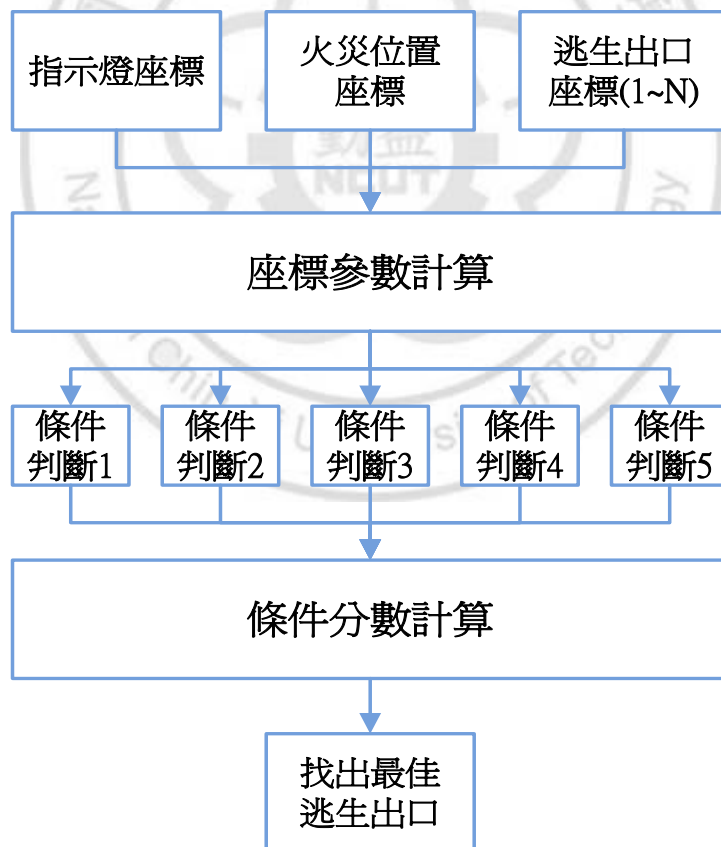 指示燈座標
火災位置
座標
逃生出口
座標(1~N)
勤益
NCUT
座標參數計算
條件
判斷1
條件
判斷2
條件
判斷3
條件
判斷4
條件
判斷5
條件分數計算
找出最佳
逃生出口